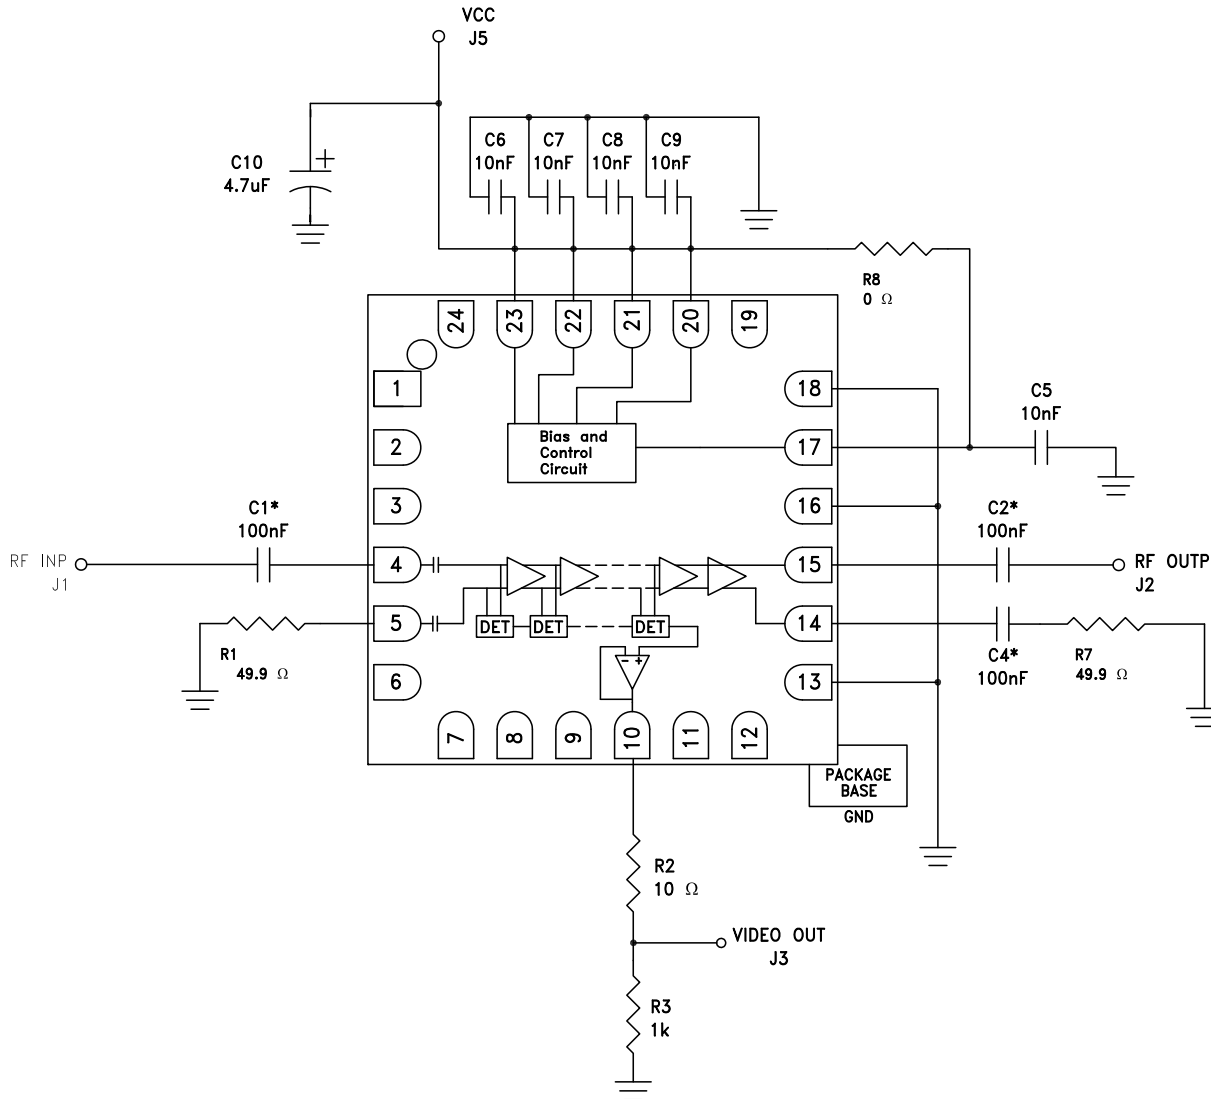 VCC
J5
C10
4.7uF
+
C6
10nF
C7
10nF
C8
10nF
C9
10nF
R8
0 Ω
24
23
22
21
20
19
1
2
3
4
5
6
18
17
16
15
14
13
Bias and
Control
Circuit
C5
10nF
C1*
100nF
RF INP
J1
C2*
100nF
RF OUTP
J2
R1
49.9 Ω
DET
DET
DET
- +
C4*
100nF
R7
49.9 Ω
7
8
9
10
11
12
PACKAGE
BASE
GND
R2
10 Ω
VIDEO OUT
J3
R3
1k